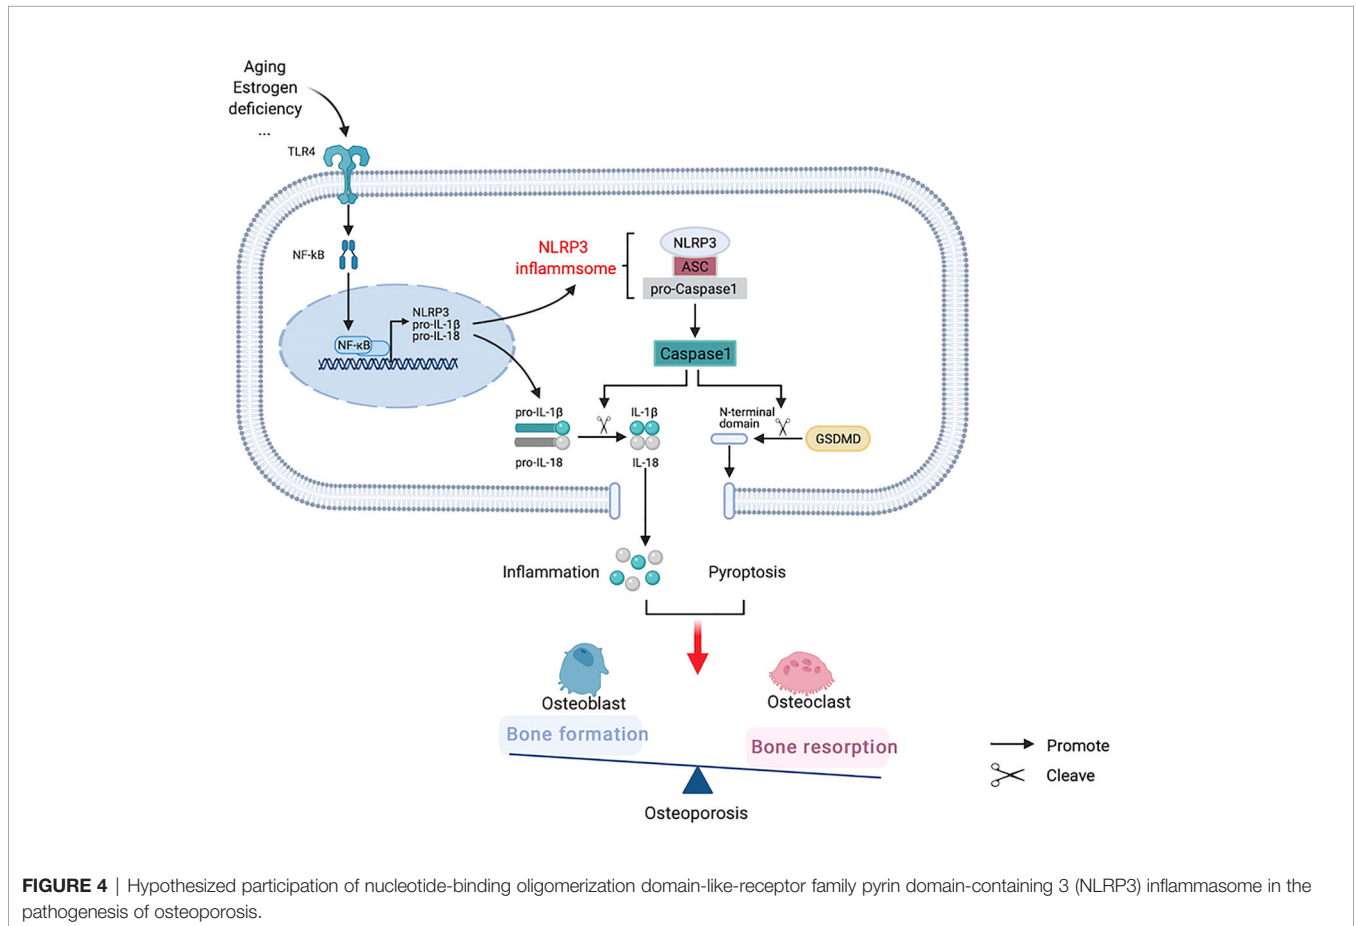 Aging
Estrogen
deficiency
...
TLR4
NF-kB
NF-κB
NLRP3
pro-IL-1β
pro-IL-18
NLRP3
inflammsome
NLRP3
ASC
pro-Caspase1
Caspase1
pro-IL-1β
pro-IL-18
IL-1β
IL-18
N-terminal
domain
GSDMD
Inflammation
Pyroptosis
Osteoblast
Osteoclast
Bone formation
Bone resorption
Osteoporosis
Promote
Cleave
FIGURE 4 | Hypothesized participation of nucleotide-binding oligomerization domain-like-receptor family pyrin domain-containing 3 (NLRP3) inflammasome in the
pathogenesis of osteoporosis.